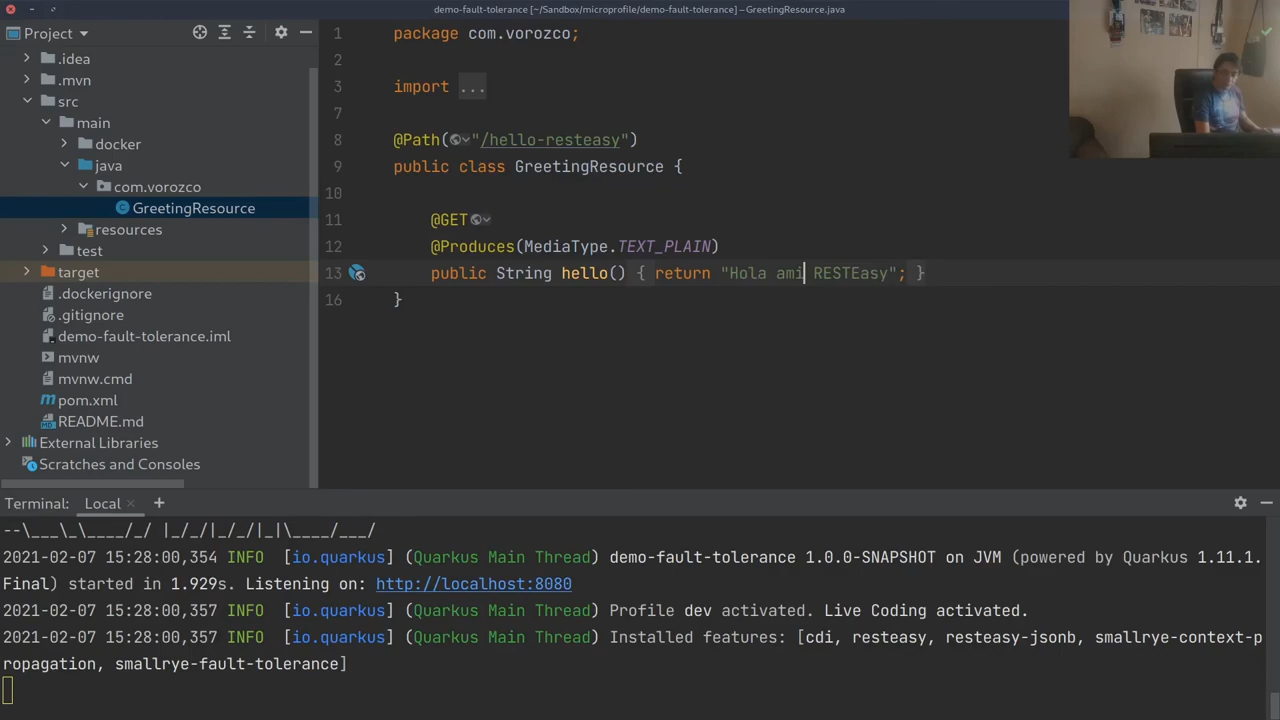 demo-fault-tolerance [~/Sandbox/microprofile/demo-fault-tolerance] – GreetingResource.java
Project
.idea
.mvn
src
main
docker
java
com.vorozco
GreetingResource
resources
test
target
.dockerignore
.gitignore
demo-fault-tolerance.iml
mvnw
mvnw.cmd
pom.xml
README.md
External Libraries
Scratches and Consoles
1 package com.vorozco;
2
3 import ...
7
8 @Path("/hello-resteasy")
9 public class GreetingResource {
10
11 @GET
12 @Produces(MediaType.TEXT_PLAIN)
13 public String hello() { return "Hola ami RESTEasy"; }
16 }
Terminal: Local +
--\___\_\____/_/ |_/_/|_/_/|_|\____/___/
2021-02-07 15:28:00,354 INFO [io.quarkus] (Quarkus Main Thread) demo-fault-tolerance 1.0.0-SNAPSHOT on JVM (powered by Quarkus 1.11.1.
Final) started in 1.929s. Listening on: http://localhost:8080
2021-02-07 15:28:00,357 INFO [io.quarkus] (Quarkus Main Thread) Profile dev activated. Live Coding activated.
2021-02-07 15:28:00,357 INFO [io.quarkus] (Quarkus Main Thread) Installed features: [cdi, resteasy, resteasy-jsonb, smallrye-context-p
ropagation, smallrye-fault-tolerance]